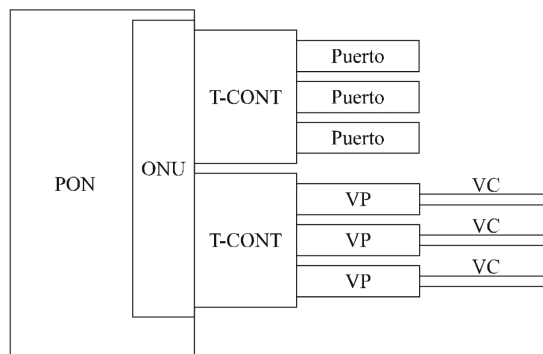 PON
ONU
T-CONT
Puerto
Puerto
Puerto
T-CONT
VP
VC
VP
VC
VP
VC